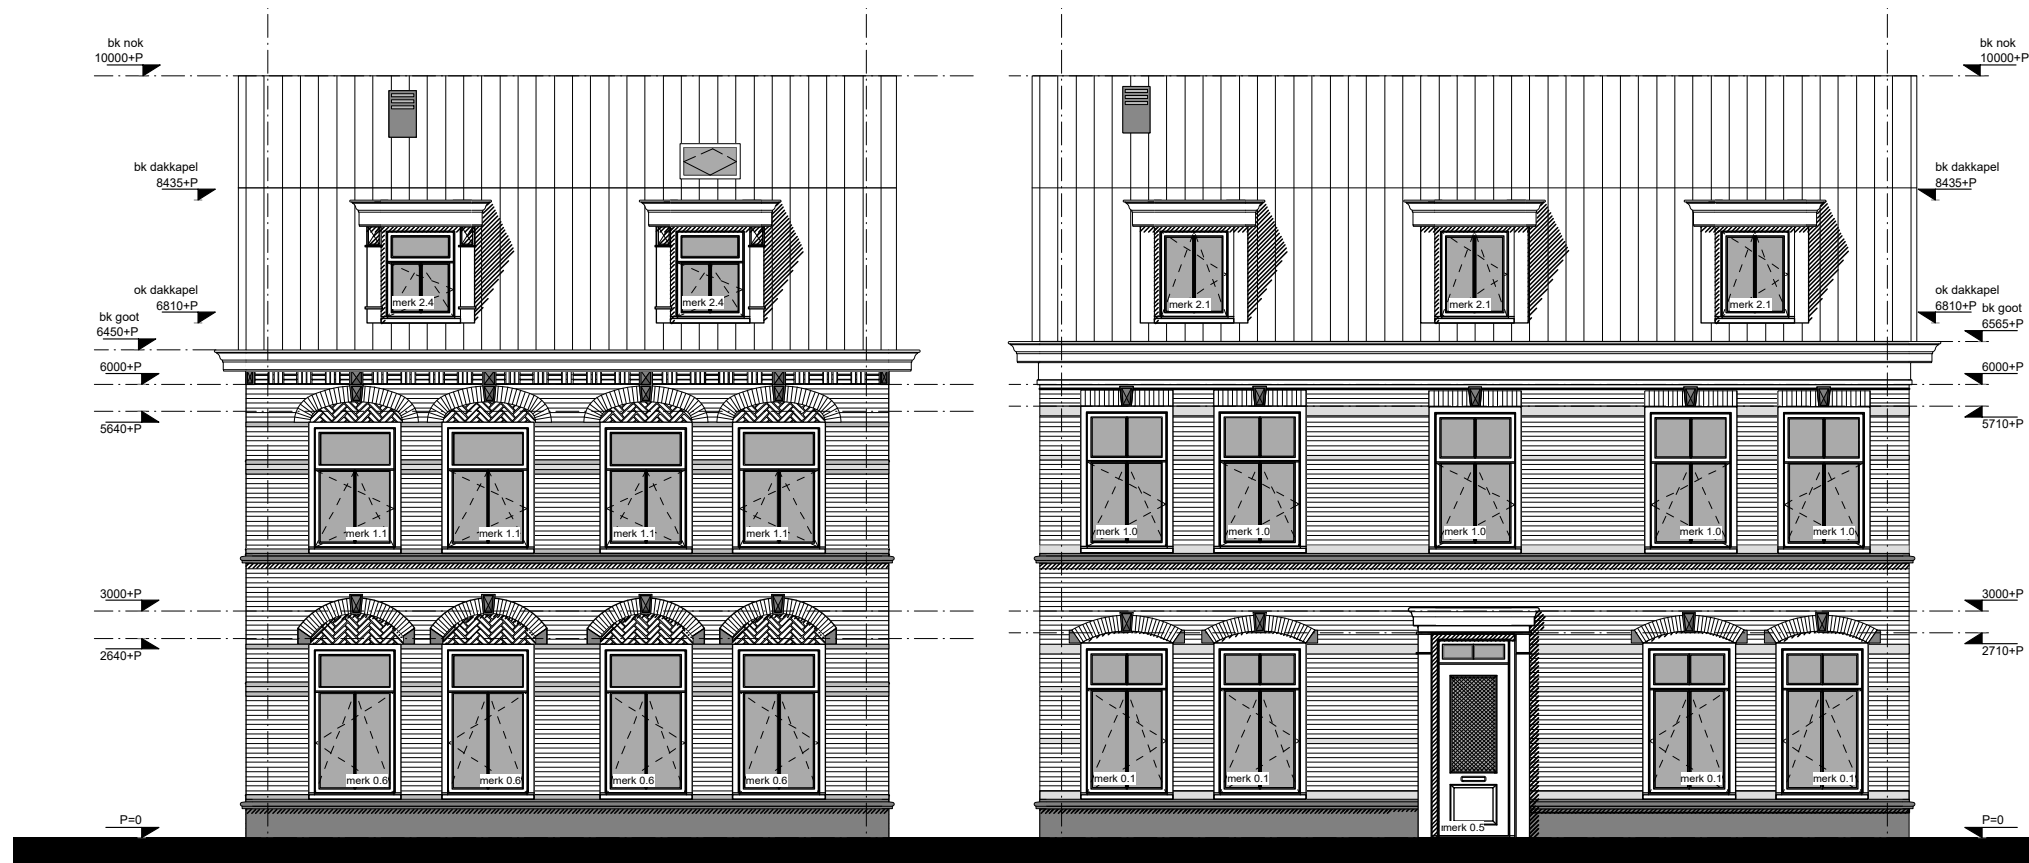 bk nok
10000+P
bk dakkapel
8435+P
ok dakkapel
6810+P
bk goot
6450+P
6000+P
5640+P
3000+P
2640+P
P=0
merk 2.4
merk 2.4
merk 1.1
merk 1.1
merk 1.1
merk 1.1
merk 0.6
merk 0.6
merk 0.6
merk 0.6
merk 2.1
merk 2.1
merk 2.1
merk 1.0
merk 1.0
merk 1.0
merk 1.0
merk 1.0
merk 0.1
merk 0.1
merk 0.1
merk 0.1
merk 0.5
bk nok
10000+P
bk dakkapel
8435+P
ok dakkapel
6810+P
bk goot
6565+P
6000+P
5710+P
3000+P
2710+P
P=0